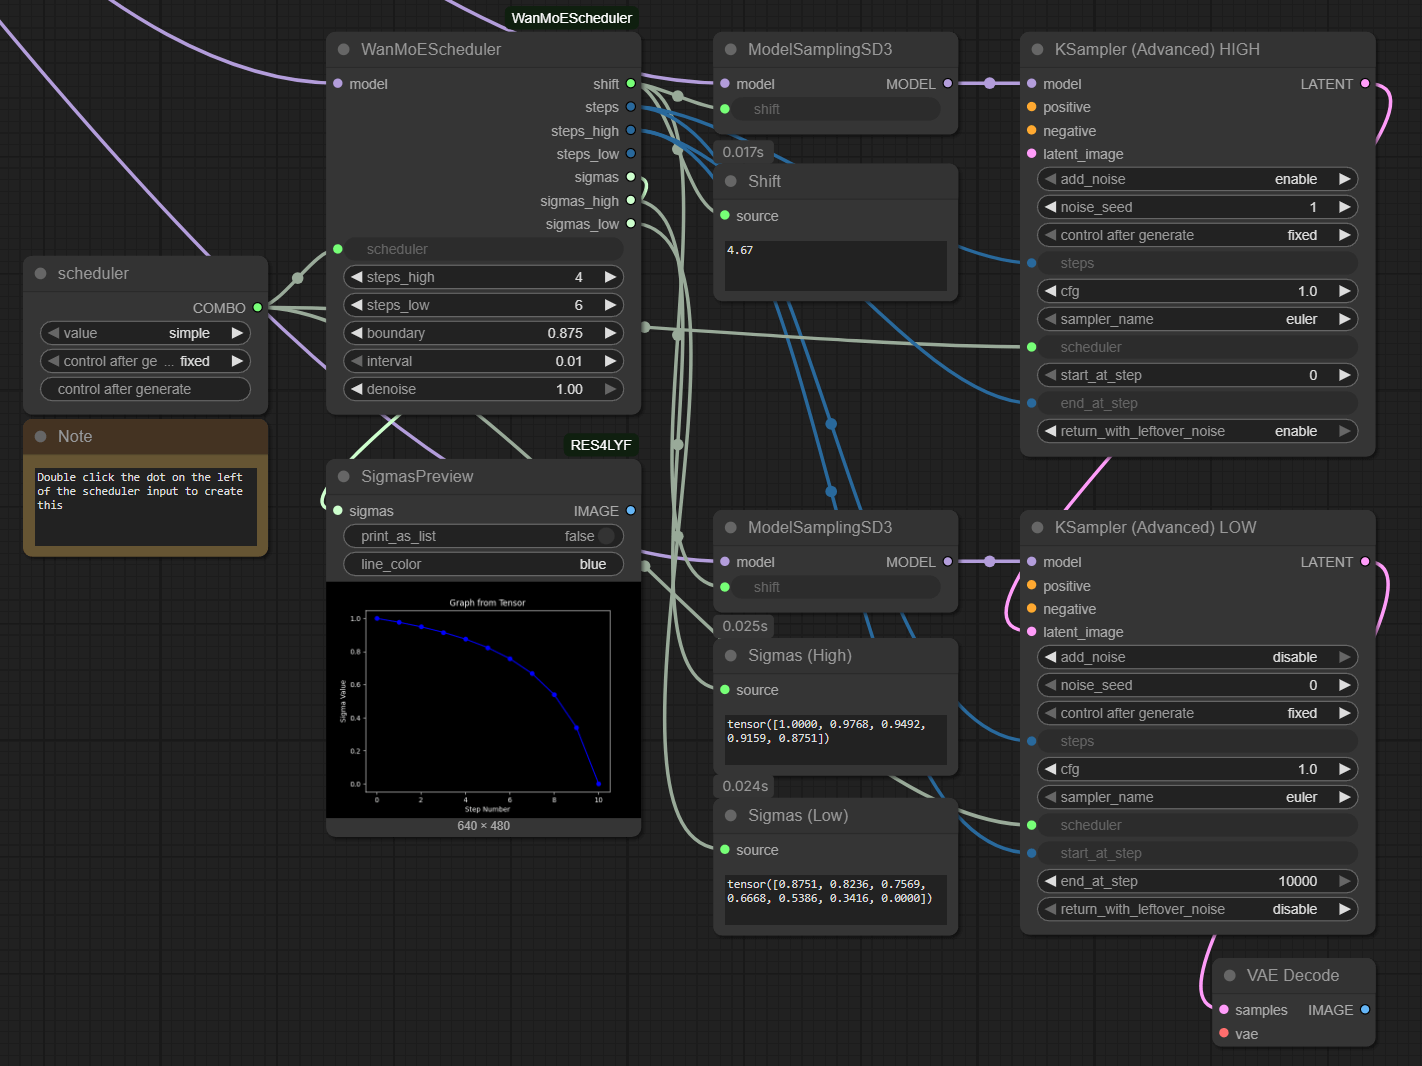 WanMoEScheduler
WanMoEScheduler
model
shift
steps
steps_high
steps_low
sigmas
sigmas_high
sigmas_low
scheduler
steps_high 4
steps_low 6
boundary 0.875
interval 0.01
denoise 1.00
scheduler
COMBO
value simple
control after ge ... fixed
control after generate
Note
Double click the dot on the left
of the scheduler input to create
this
RES4LYF
SigmasPreview
sigmas IMAGE
print_as_list false
line_color blue
Graph from Tensor
1.0
0.8
0.6
0.4
0.2
0.0
Sigma Value
0 2 4 6 8 10
Step Number
640 × 480
ModelSamplingSD3
model MODEL
shift
0.017s
Shift
source
4.67
ModelSamplingSD3
model MODEL
shift
0.025s
Sigmas (High)
source
tensor([1.0000, 0.9768, 0.9492,
0.9159, 0.8751])
0.024s
Sigmas (Low)
source
tensor([0.8751, 0.8236, 0.7569,
0.6668, 0.5386, 0.3416, 0.0000])
KSampler (Advanced) HIGH
model LATENT
positive
negative
latent_image
add_noise enable
noise_seed 1
control after generate fixed
steps
cfg 1.0
sampler_name euler
scheduler
start_at_step 0
end_at_step
return_with_leftover_noise enable
KSampler (Advanced) LOW
model LATENT
positive
negative
latent_image
add_noise disable
noise_seed 0
control after generate fixed
steps
cfg 1.0
sampler_name euler
scheduler
start_at_step
end_at_step 10000
return_with_leftover_noise disable
VAE Decode
samples IMAGE
vae